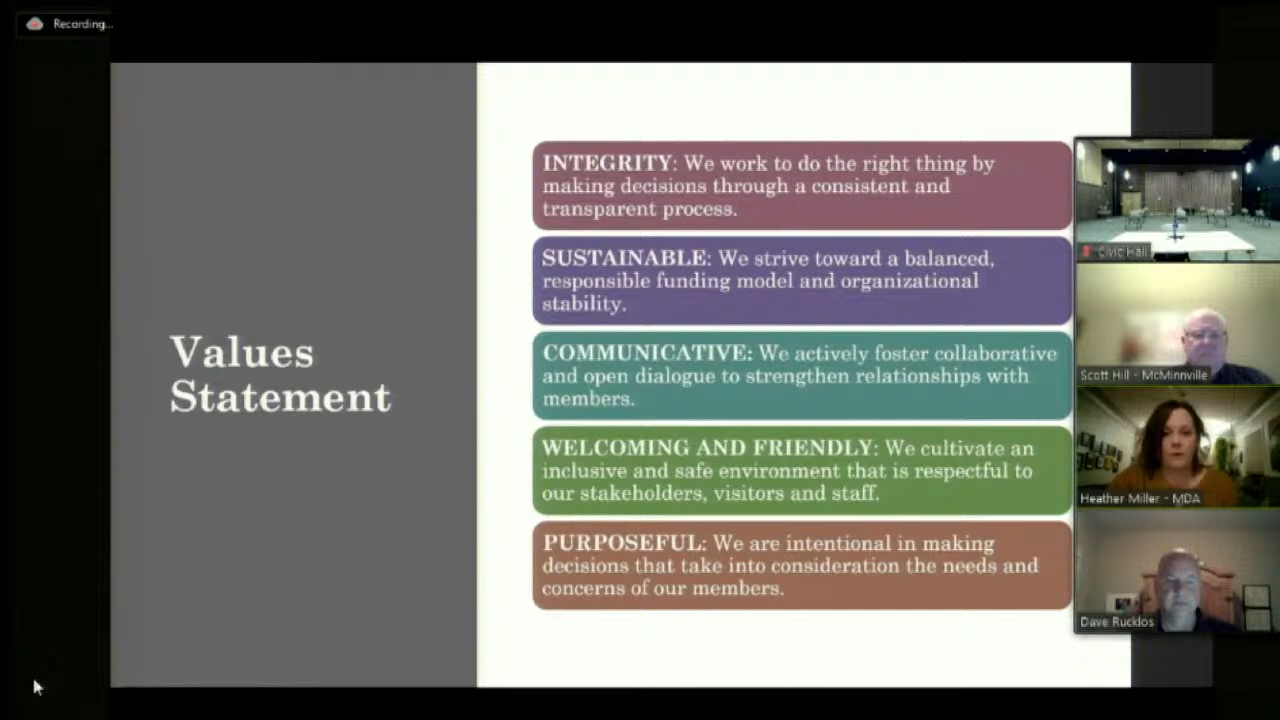 Recording...
Values
Statement
INTEGRITY: We work to do the right thing by
making decisions through a consistent and
transparent process.
SUSTAINABLE: We strive toward a balanced,
responsible funding model and organizational
stability.
COMMUNICATIVE: We actively foster collaborative
and open dialogue to strengthen relationships with
members.
WELCOMING AND FRIENDLY: We cultivate an
inclusive and safe environment that is respectful to
our stakeholders, visitors and staff.
PURPOSEFUL: We are intentional in making
decisions that take into consideration the needs and
concerns of our members.
Civic Hall
Scott Hill - McMinnville
Heather Miller - MDA
Dave Rucklos